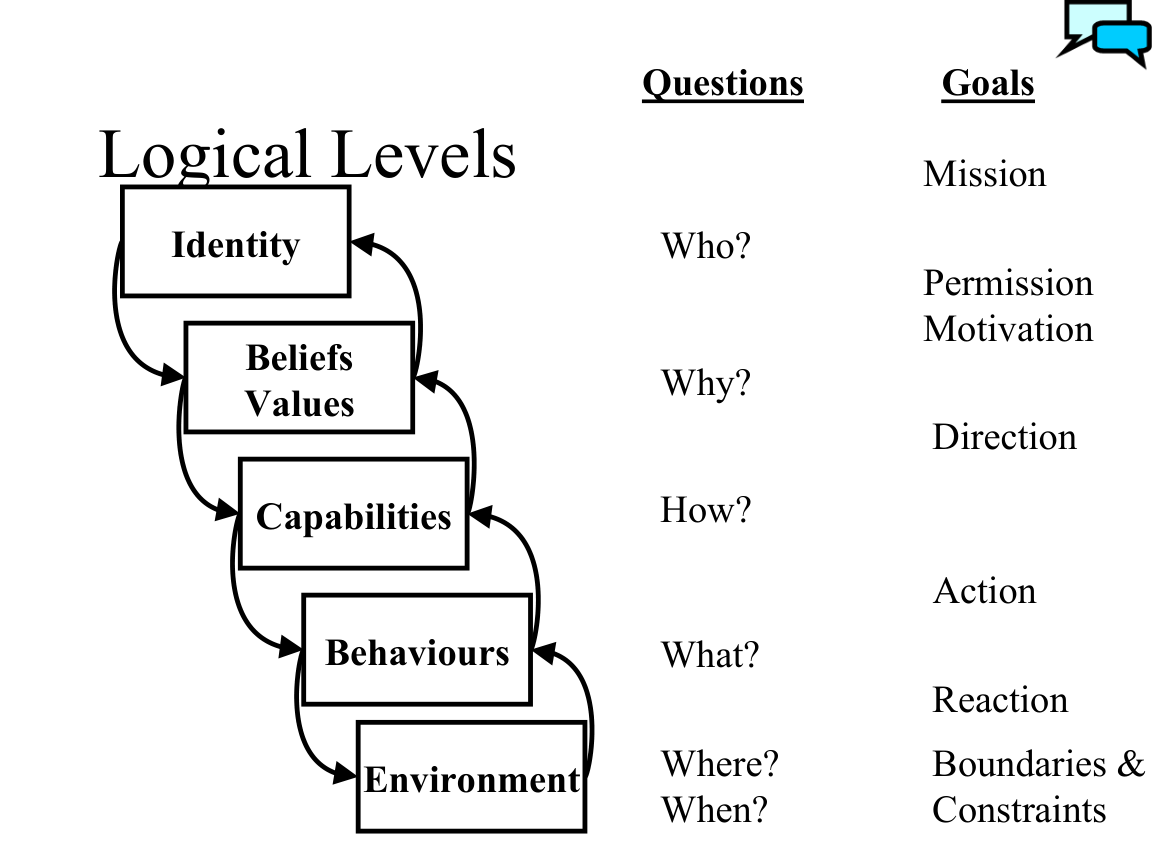 Questions
Goals
Logical Levels
Mission
Identity
Who?
Permission
Motivation
Beliefs
Values
Why?
Direction
Capabilities
How?
Action
Behaviours
What?
Reaction
Environment
Where?
When?
Boundaries &
Constraints